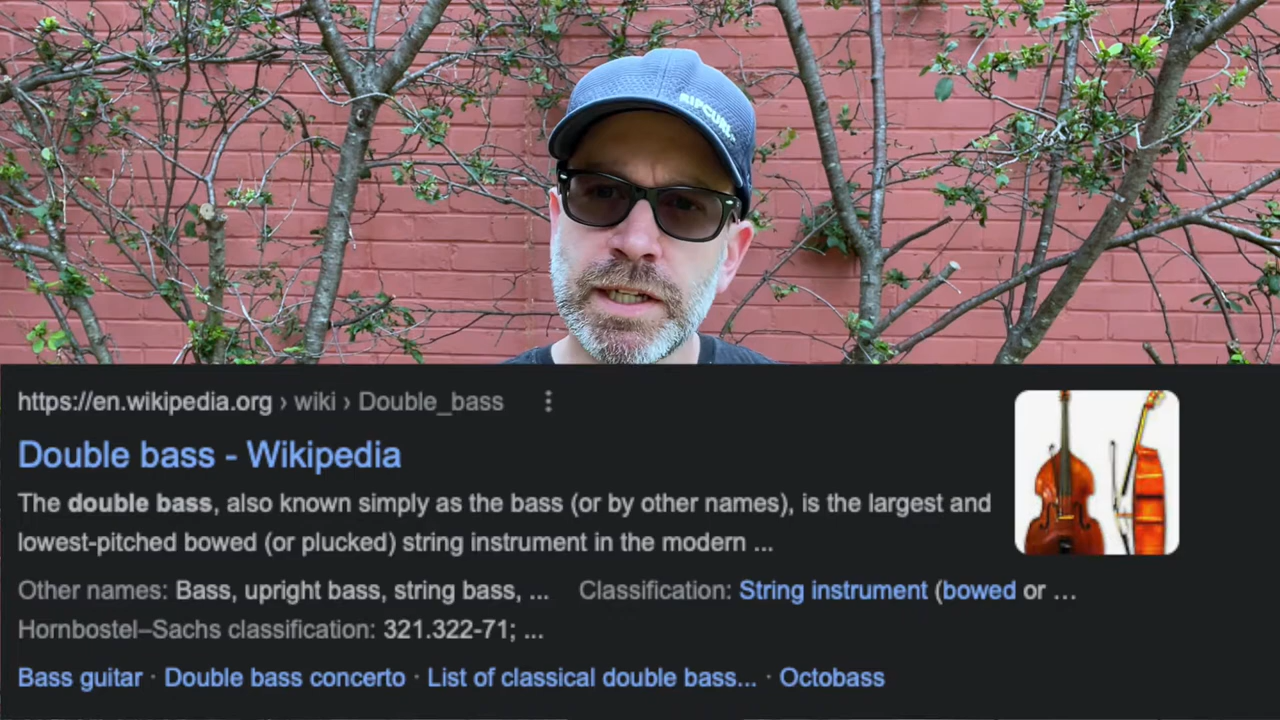 RIPCURL
https://en.wikipedia.org › wiki › Double_bass
Double bass - Wikipedia
The double bass, also known simply as the bass (or by other names), is the largest and
lowest-pitched bowed (or plucked) string instrument in the modern ...
Other names: Bass, upright bass, string bass, ... Classification: String instrument (bowed or ...
Hornbostel–Sachs classification: 321.322-71; ...
Bass guitar · Double bass concerto · List of classical double bass... · Octobass